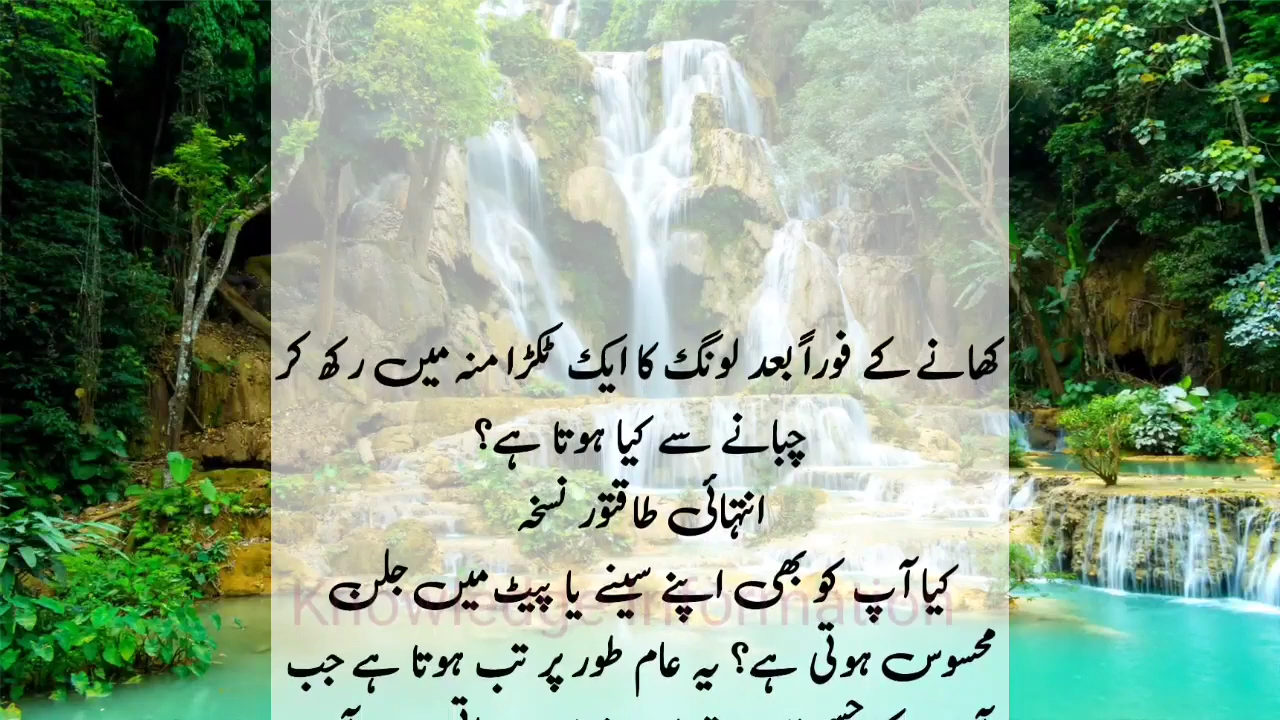 کھانے کے فوراً بعد لونگ کا ایک ٹکڑا منہ میں رکھ کر
چبانے سے کیا ہوتا ہے؟
انتہائی طاقتور نسخہ
کیا آپ کو بھی اپنے سینے یا پیٹ میں جلن
Knowledge Information
محسوس ہوتی ہے؟ یہ عام طور پر تب ہوتا ہے جب